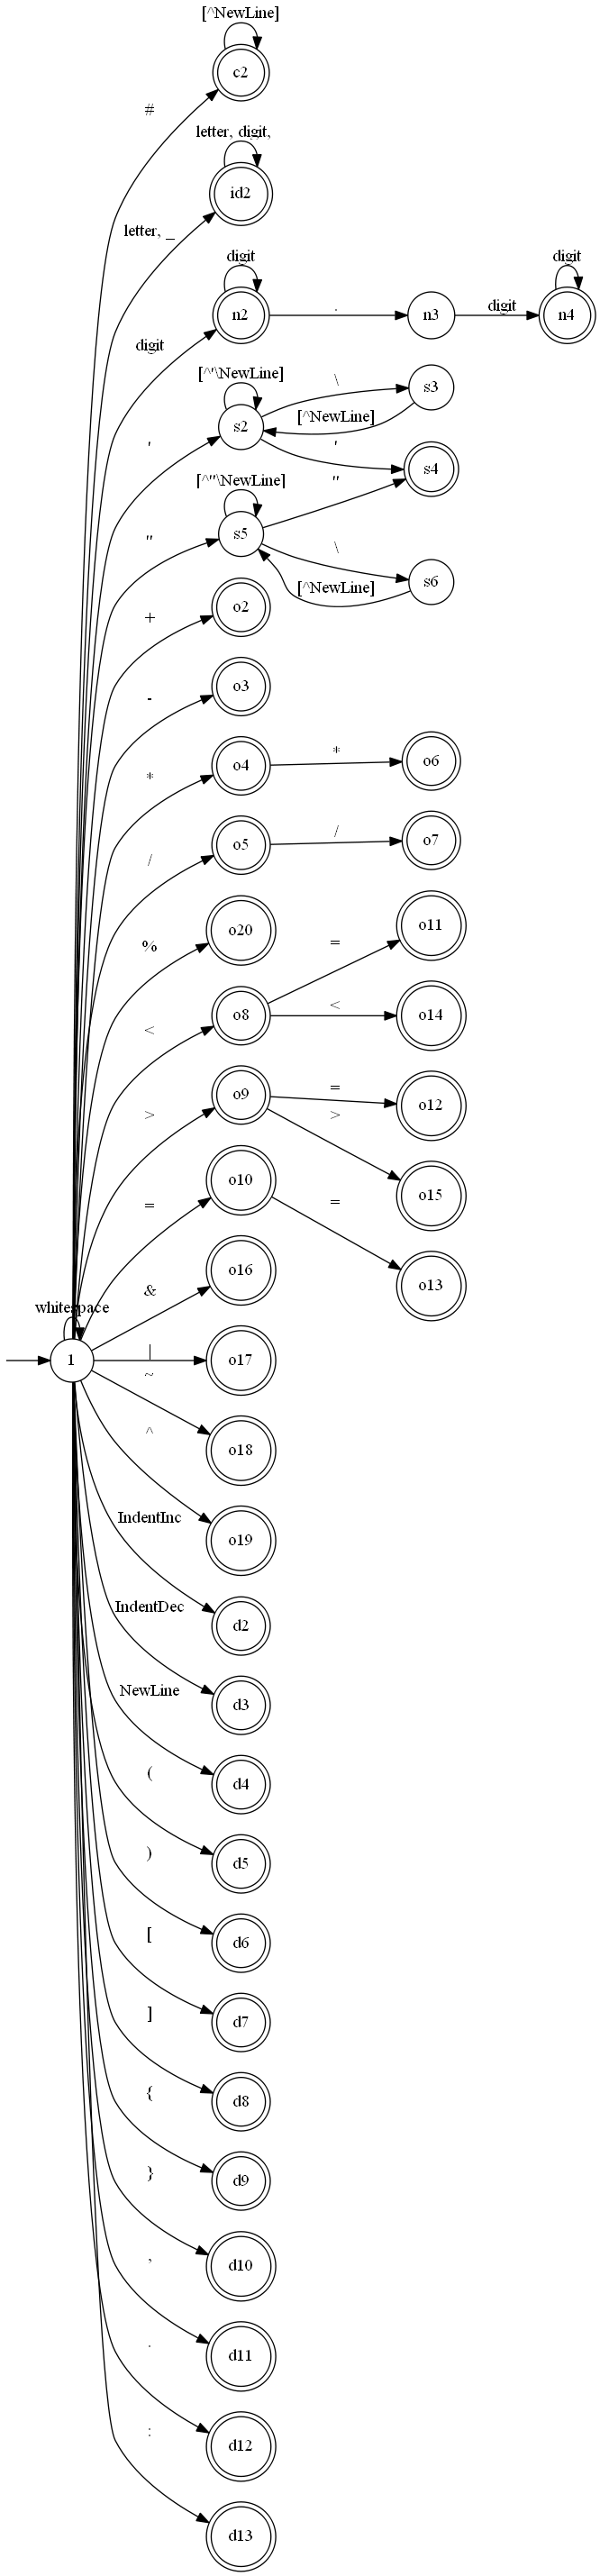 [^NewLine]
c2
#
letter, digit,
id2
letter, _
digit
n2
.
n3
digit
digit
n4
digit
[^'\NewLine]
s2
\
s3
[^NewLine]
'
'
s4
[^"\NewLine]
s5
"
"
\
s6
[^NewLine]
+
o2
-
o3
*
o4
*
o6
/
o5
/
o7
%
o20
<
o8
=
o11
<
o14
>
o9
=
o12
>
o15
=
o10
=
o13
&
o16
whitespace
1
|
o17
~
o18
^
o19
IndentInc
d2
IndentDec
d3
NewLine
d4
(
d5
)
d6
[
d7
]
d8
{
d9
}
d10
,
d11
.
d12
:
d13